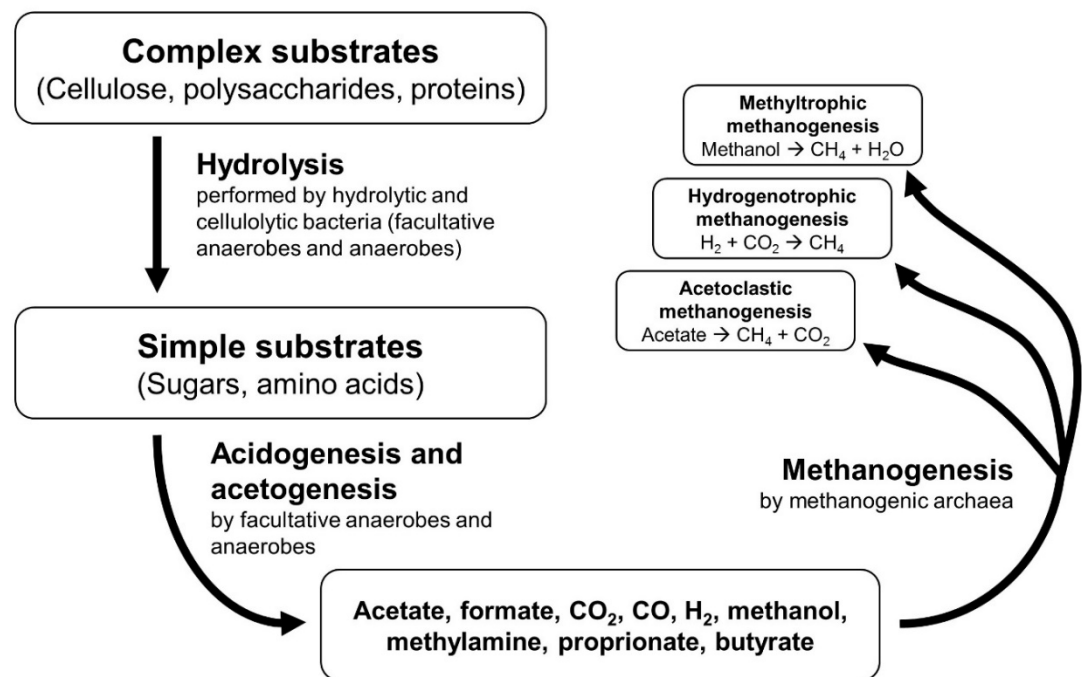 Complex substrates
(Cellulose, polysaccharides, proteins)
Hydrolysis
performed by hydrolytic and
cellulolytic bacteria (facultative
anaerobes and anaerobes)
Simple substrates
(Sugars, amino acids)
Acidogenesis and
acetogenesis
by facultative anaerobes and
anaerobes
Acetate, formate, CO₂, CO, H₂, methanol,
methylamine, proprionate, butyrate
Methanogenesis
by methanogenic archaea
Methyltrophic
methanogenesis
Methanol → CH₄ + H₂O
Hydrogenotrophic
methanogenesis
H₂ + CO₂ → CH₄
Acetoclastic
methanogenesis
Acetate → CH₄ + CO₂